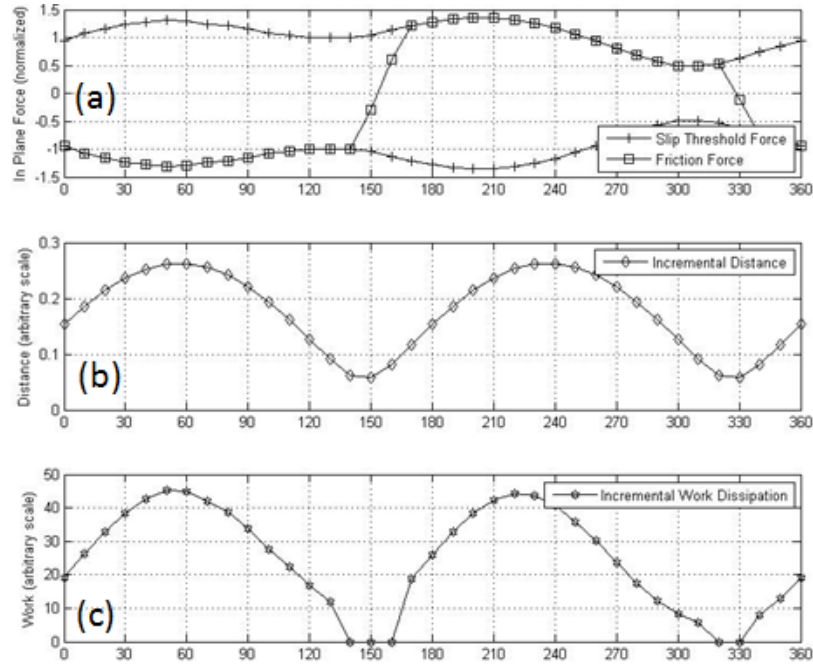 (a)
In Plane Force (normalized)
1.5
1
0.5
0
-0.5
-1
-1.5
Slip Threshold Force
Friction Force
0 30 60 90 120 150 180 210 240 270 300 330 360
(b)
Distance (arbitrary scale)
0.3
0.2
0.1
0
Incremental Distance
0 30 60 90 120 150 180 210 240 270 300 330 360
(c)
Work (arbitrary scale)
50
40
30
20
10
0
Incremental Work Dissipation
0 30 60 90 120 150 180 210 240 270 300 330 360